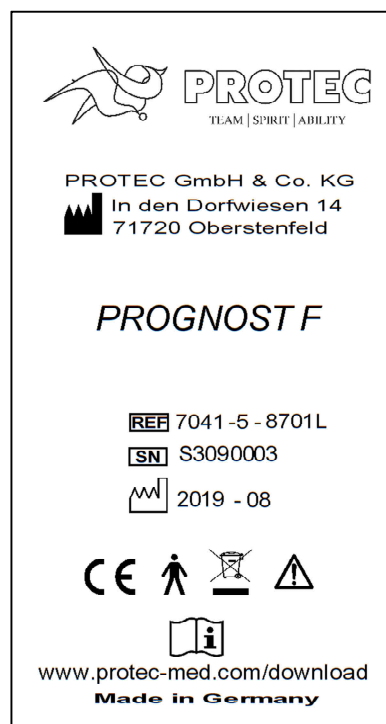 PROTEC
TEAM | SPIRIT | ABILITY
PROTEC GmbH & Co. KG
In den Dorfwiesen 14
71720 Oberstenfeld
PROGNOST F
REF 7041 -5 - 8701L
SN S3090003
2019 - 08
CE
i
www.protec-med.com/download
Made in Germany